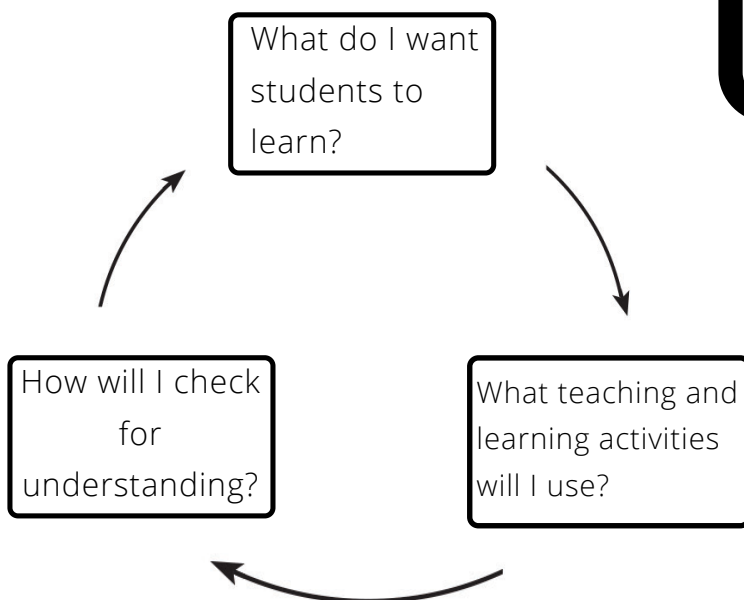 What do I want
students to
learn?
What teaching and
learning activities
will I use?
How will I check
for
understanding?